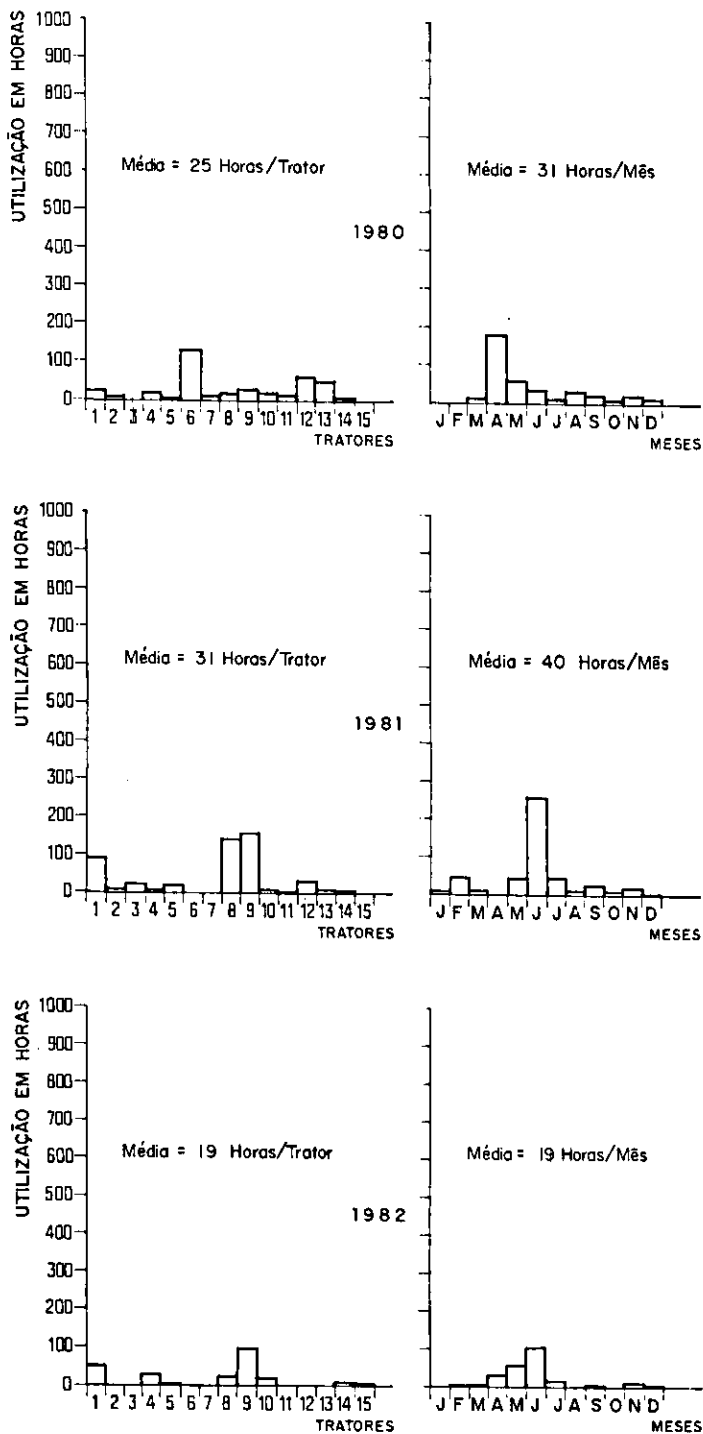 UTILIZAÇÃO EM HORAS
1000
900
800
700
600
500
400
300
200
100
0
Média = 25 Horas/Trator
1 2 3 4 5 6 7 8 9 10 11 12 13 14 15
TRATORES
1980
Média = 31 Horas/Mês
J F M A M J J A S O N D
MESES
UTILIZAÇÃO EM HORAS
1000
900
800
700
600
500
400
300
200
100
0
Média = 31 Horas/Trator
1 2 3 4 5 6 7 8 9 10 11 12 13 14 15
TRATORES
1981
Média = 40 Horas/Mês
J F M A M J J A S O N D
MESES
UTILIZAÇÃO EM HORAS
1000
900
800
700
600
500
400
300
200
100
0
Média = 19 Horas/Trator
1 2 3 4 5 6 7 8 9 10 11 12 13 14 15
TRATORES
1982
Média = 19 Horas/Mês
J F M A M J J A S O N D
MESES